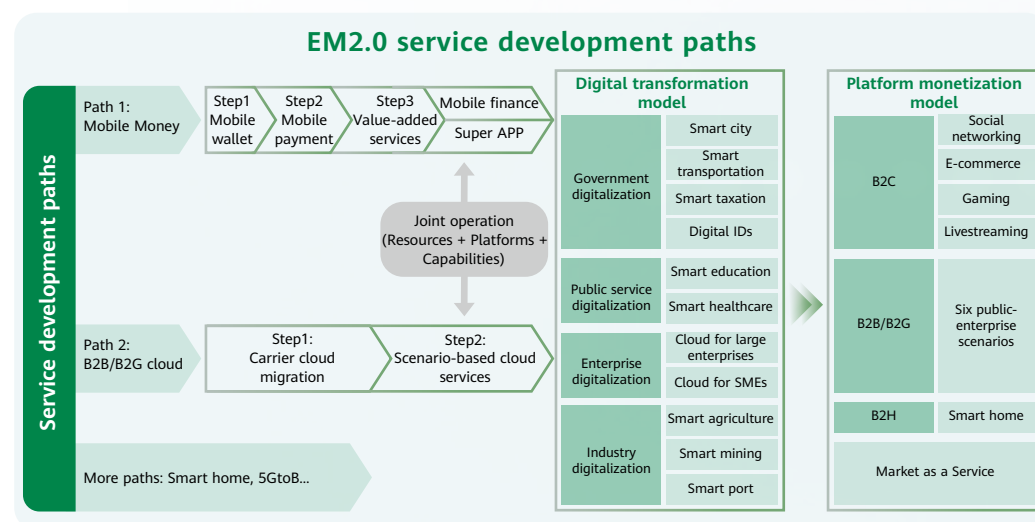 EM2.0 service development paths
Service development paths
Path 1:
Mobile Money
Step1
Mobile
wallet
Step2
Mobile
payment
Step3
Value-added
services
Mobile finance
Super APP
Joint operation
(Resources + Platforms +
Capabilities)
Path 2:
B2B/B2G cloud
Step1:
Carrier cloud
migration
Step2:
Scenario-based cloud
services
More paths: Smart home, 5GtoB...
Digital transformation
model
Government
digitalization
Smart city
Smart
transportation
Smart taxation
Digital IDs
Public service
digitalization
Smart education
Smart healthcare
Enterprise
digitalization
Cloud for large
enterprises
Cloud for SMEs
Industry
digitalization
Smart agriculture
Smart mining
Smart port
Platform monetization
model
B2C
Social
networking
E-commerce
Gaming
Livestreaming
B2B/B2G
Six public-
enterprise
scenarios
B2H
Smart home
Market as a Service